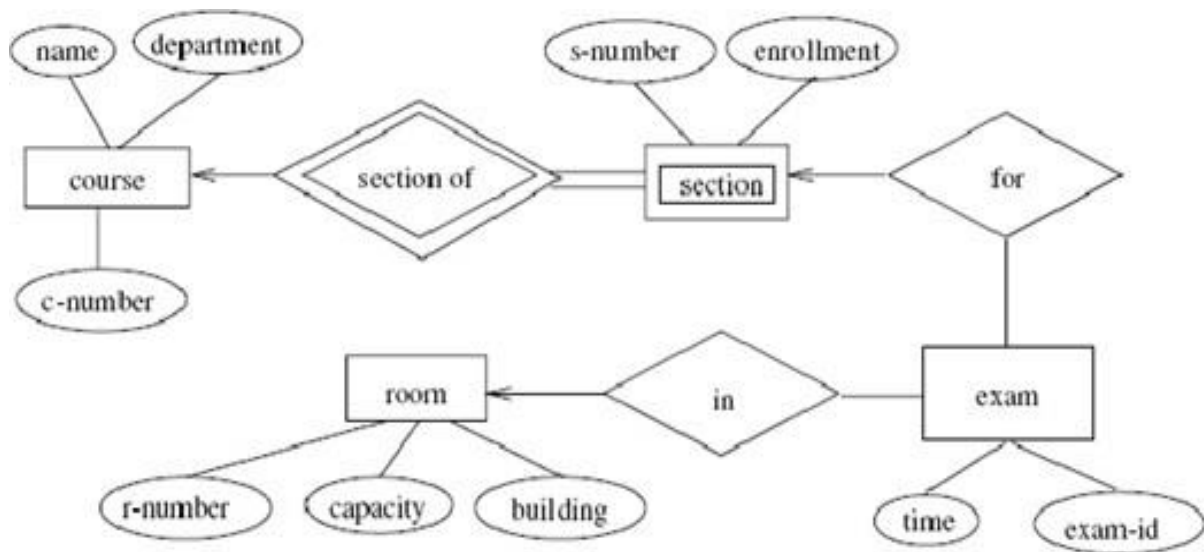 name
department
s-number
enrollment
course
section of
section
for
c-number
room
in
exam
r-number
capacity
building
time
exam-id